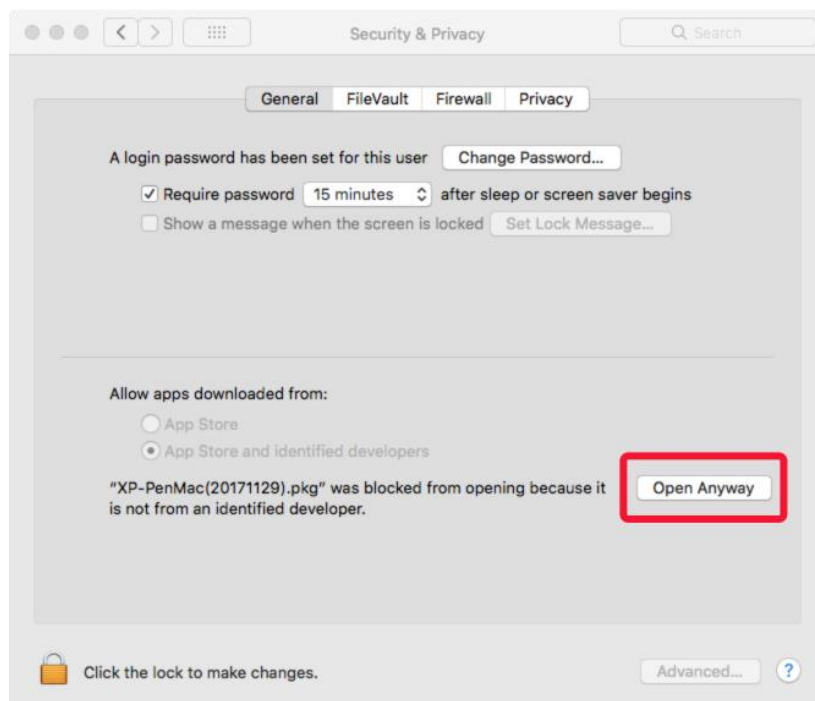 Security & Privacy
Search
General FileVault Firewall Privacy
A login password has been set for this user Change Password...
Require password 15 minutes after sleep or screen saver begins
Show a message when the screen is locked Set Lock Message...
Allow apps downloaded from:
App Store
App Store and identified developers
“XP-PenMac(20171129).pkg” was blocked from opening because it Open Anyway
is not from an identified developer.
Click the lock to make changes. Advanced... ?